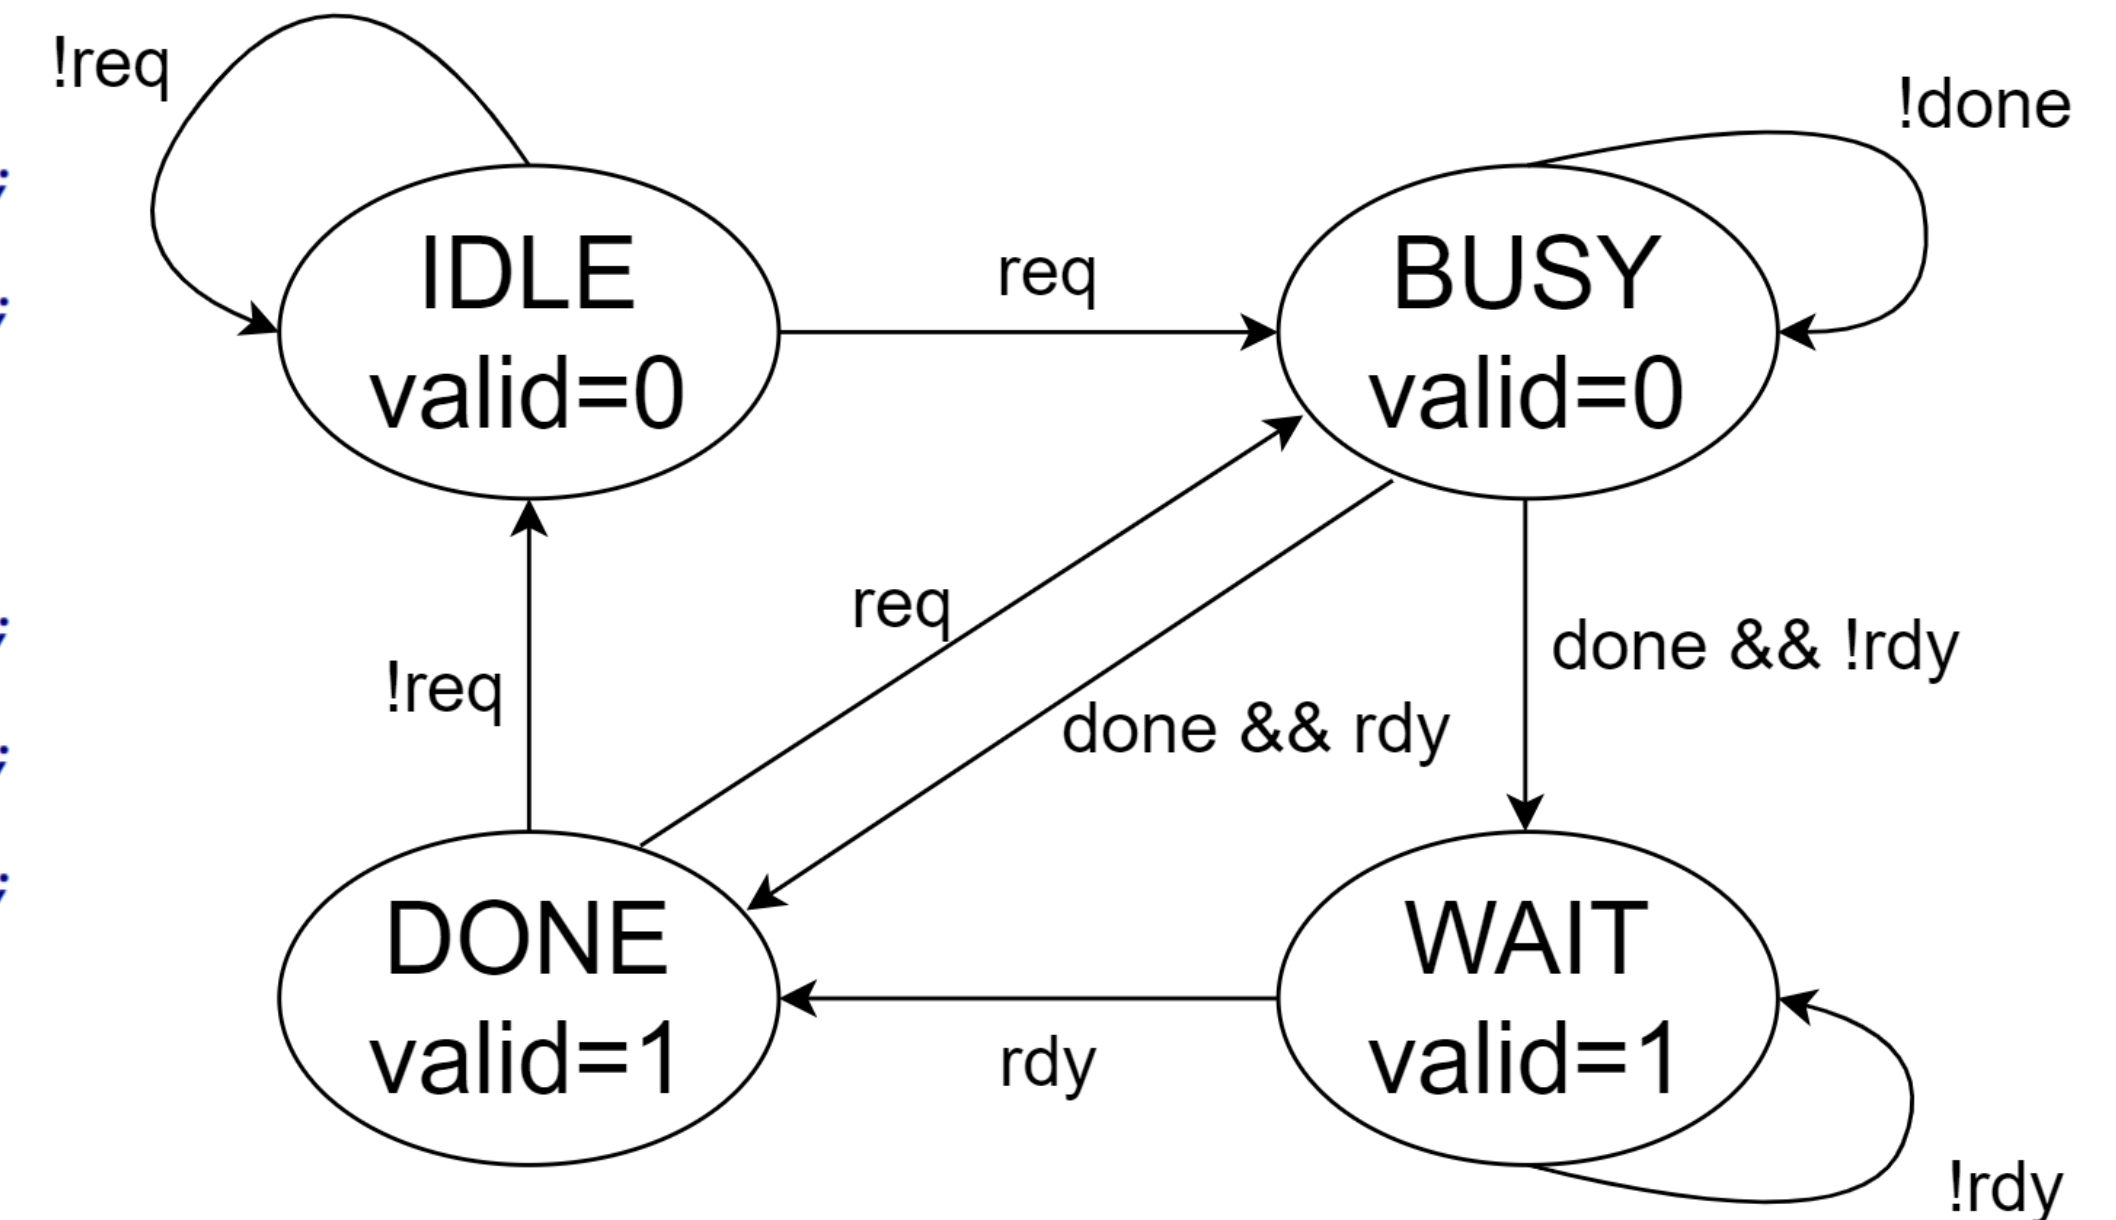 !req
!done
;
IDLE
valid=0
req
BUSY
valid=0
;
req
done && !rdy
;
!req
done && rdy
;
DONE
valid=1
rdy
WAIT
valid=1
;
!rdy